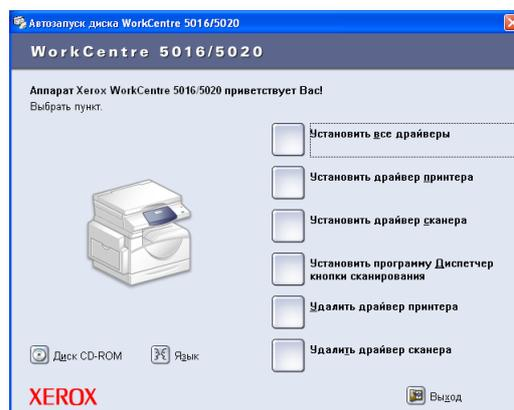 Автозапуск диска WorkCentre 5016/5020
WorkCentre 5016/5020
Аппарат Xerox WorkCentre 5016/5020 приветствует Вас!
Выбрать пункт.
Установить все драйверы
Установить драйвер принтера
Установить драйвер сканера
Установить программу Диспетчер
кнопки сканирования
Удалить драйвер принтера
Удалить драйвер сканера
Диск CD-ROM
Язык
XEROX
Выход